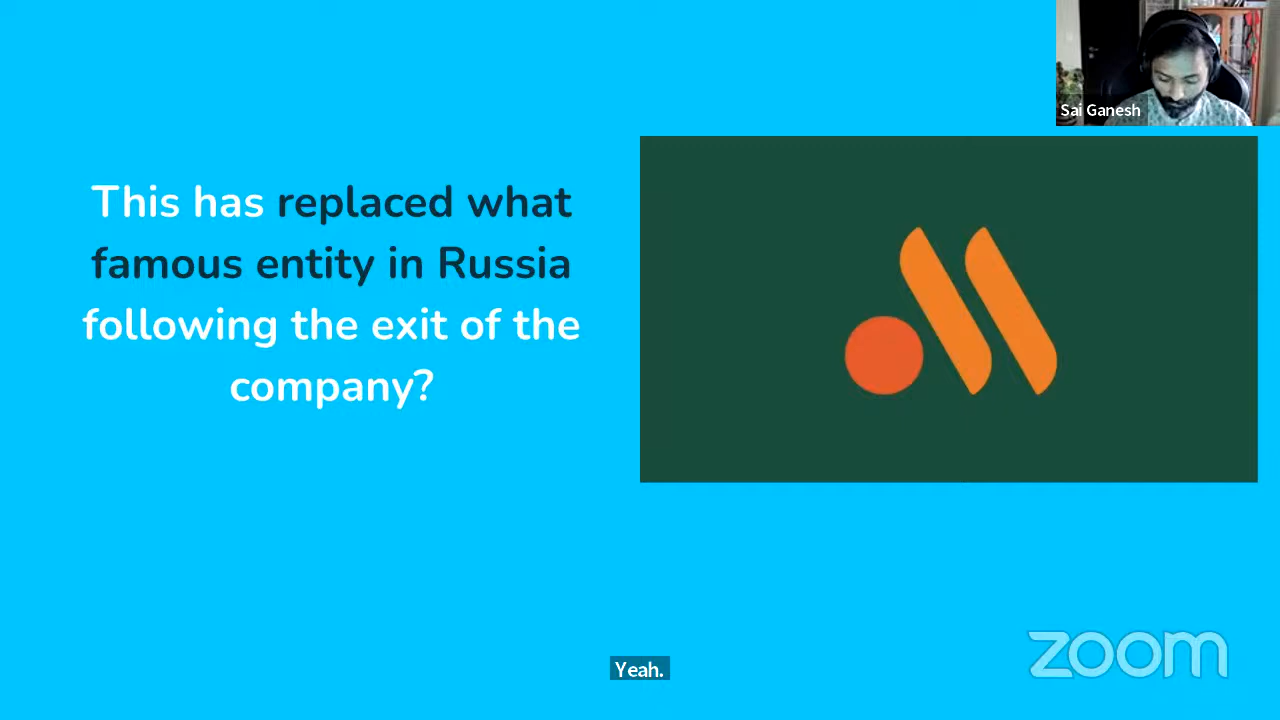 Sai Ganesh
This has replaced what
famous entity in Russia
following the exit of the
company?
Yeah.
zoom